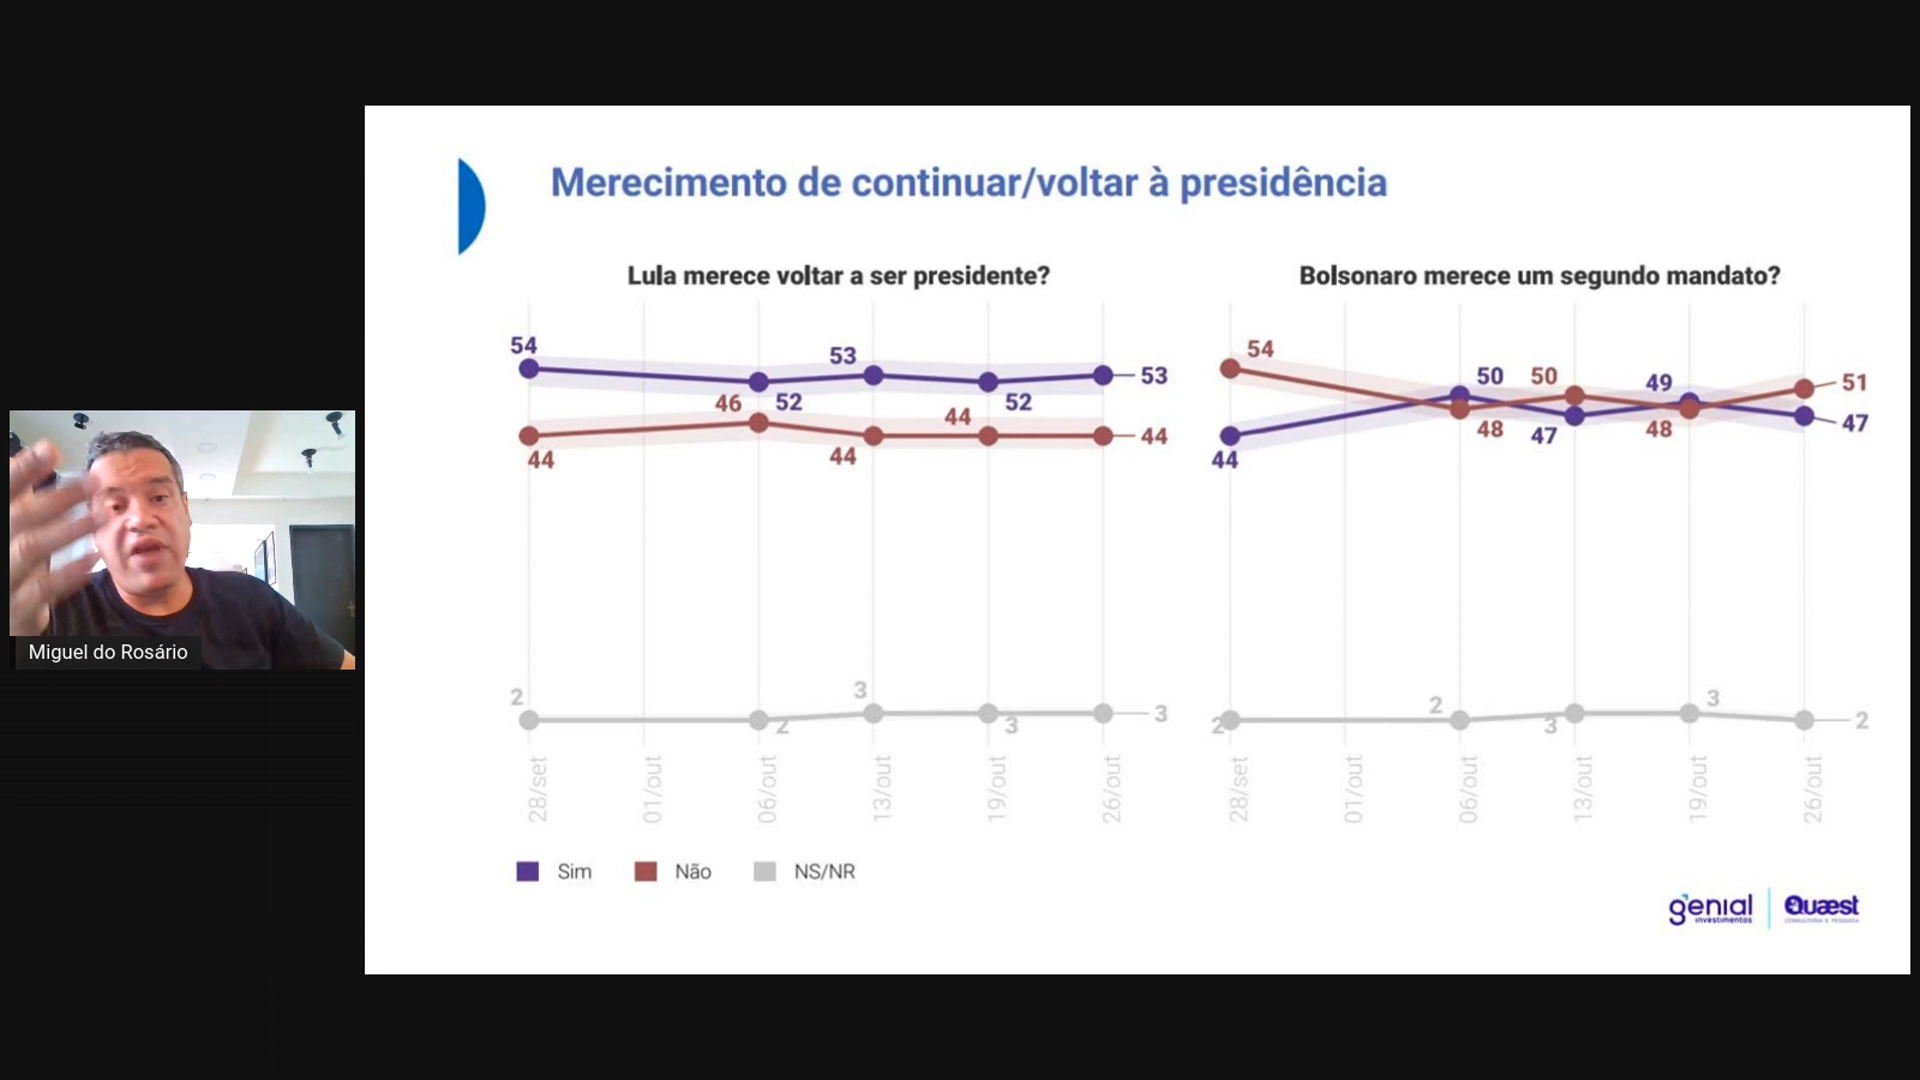 Merecimento de continuar/voltar à presidência
Lula merece voltar a ser presidente?
54
53
53
46
52
44
52
44
44
44
2
3
2
3
3
28/set
01/out
06/out
13/out
19/out
26/out
Bolsonaro merece um segundo mandato?
54
50
50
49
51
44
48
47
48
47
2
2
3
3
2
28/set
01/out
06/out
13/out
19/out
26/out
Sim
Não
NS/NR
genial
investimentos
Quæst
Miguel do Rosário